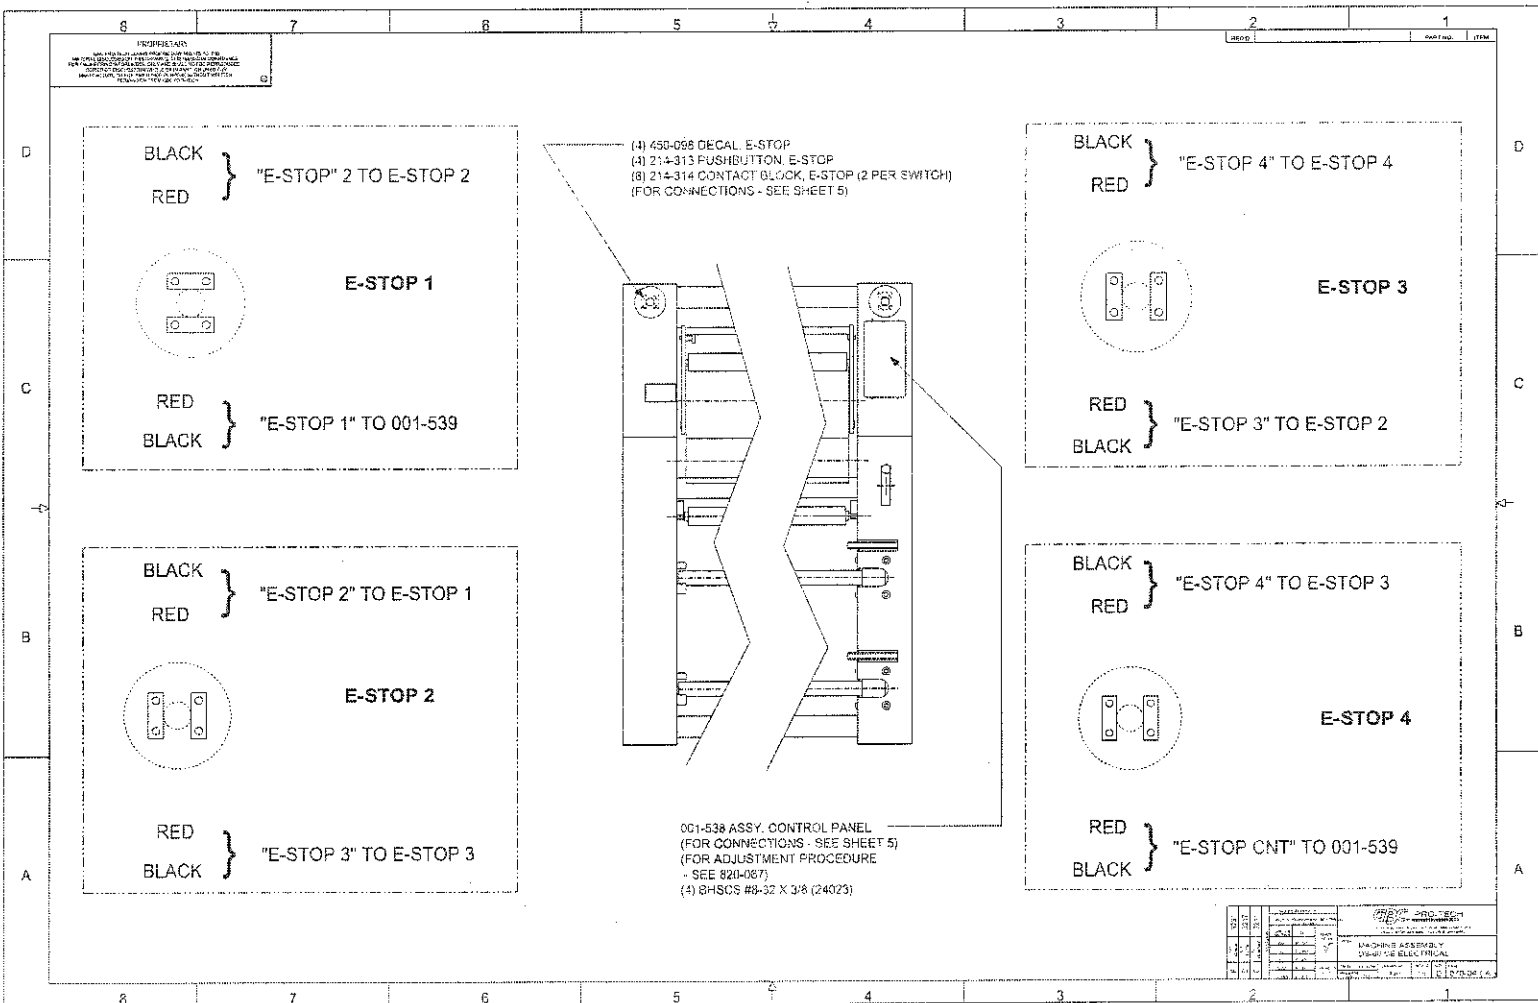 8 7 6 5 4 3 2 1
PROPRIETARY
REQ'D PART NO. ITEM
D
D
BLACK
RED
"E-STOP" 2 TO E-STOP 2
E-STOP 1
RED
BLACK
"E-STOP 1" TO 001-539
(4) 450-098 DECAL, E-STOP
(4) 214-313 PUSHBUTTON, E-STOP
(8) 214-314 CONTACT BLOCK, E-STOP (2 PER SWITCH)
(FOR CONNECTIONS - SEE SHEET 5)
BLACK
RED
"E-STOP 4" TO E-STOP 4
E-STOP 3
RED
BLACK
"E-STOP 3" TO E-STOP 2
C
C
BLACK
RED
"E-STOP 2" TO E-STOP 1
E-STOP 2
RED
BLACK
"E-STOP 3" TO E-STOP 3
BLACK
RED
"E-STOP 4" TO E-STOP 3
E-STOP 4
RED
BLACK
"E-STOP CNT" TO 001-539
B
B
001-538 ASSY, CONTROL PANEL
(FOR CONNECTIONS - SEE SHEET 5)
(FOR ADJUSTMENT PROCEDURE
- SEE 820-087)
(4) BHSCS #8-32 X 3/8 (24023)
A
A
PRO-TECH
MACHINE ASSEMBLY
ELECTRICAL
8 7 6 5 4 3 2 1